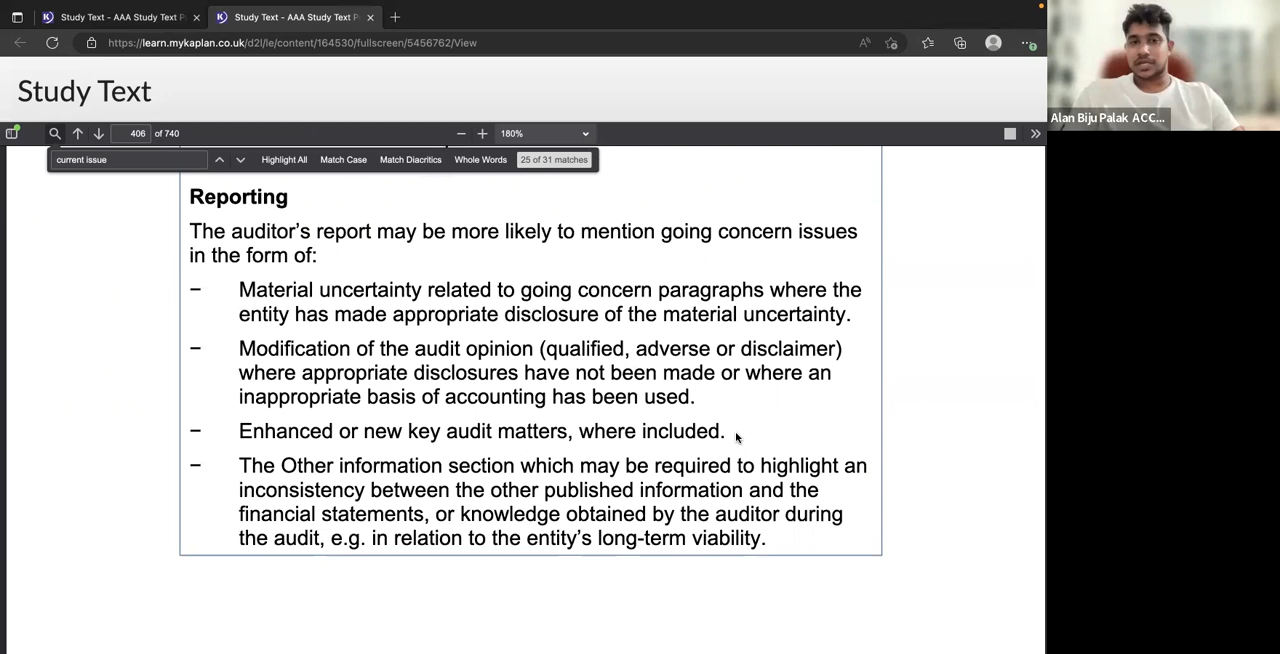 Study Text - AAA Study Text P
Study Text - AAA Study Text P
https://learn.mykaplan.co.uk/d2l/le/content/164530/fullscreen/5456762/View
Study Text
406 of 740
180%
current issue
Highlight All
Match Case
Match Diacritics
Whole Words
25 of 31 matches
Alan Biju Palak ACC...
Reporting
The auditor’s report may be more likely to mention going concern issues
in the form of:
– Material uncertainty related to going concern paragraphs where the
entity has made appropriate disclosure of the material uncertainty.
– Modification of the audit opinion (qualified, adverse or disclaimer)
where appropriate disclosures have not been made or where an
inappropriate basis of accounting has been used.
– Enhanced or new key audit matters, where included.
– The Other information section which may be required to highlight an
inconsistency between the other published information and the
financial statements, or knowledge obtained by the auditor during
the audit, e.g. in relation to the entity’s long-term viability.